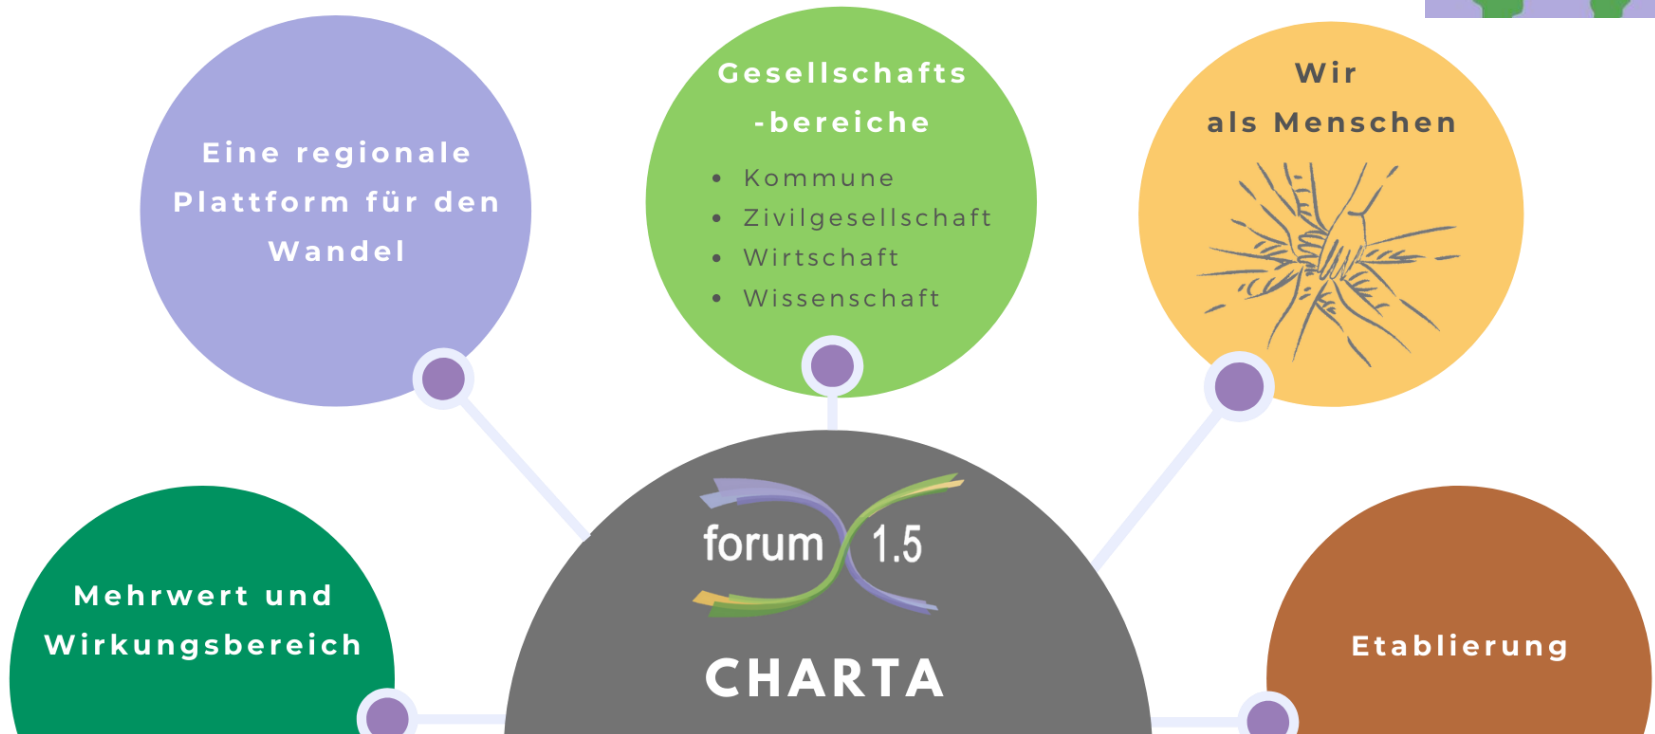 Eine regionale
Plattform für den
Wandel
Gesellschafts
-bereiche
• Kommune
• Zivilgesellschaft
• Wirtschaft
• Wissenschaft
Wir
als Menschen
Mehrwert und
Wirkungsbereich
forum 1.5
CHARTA
Etablierung